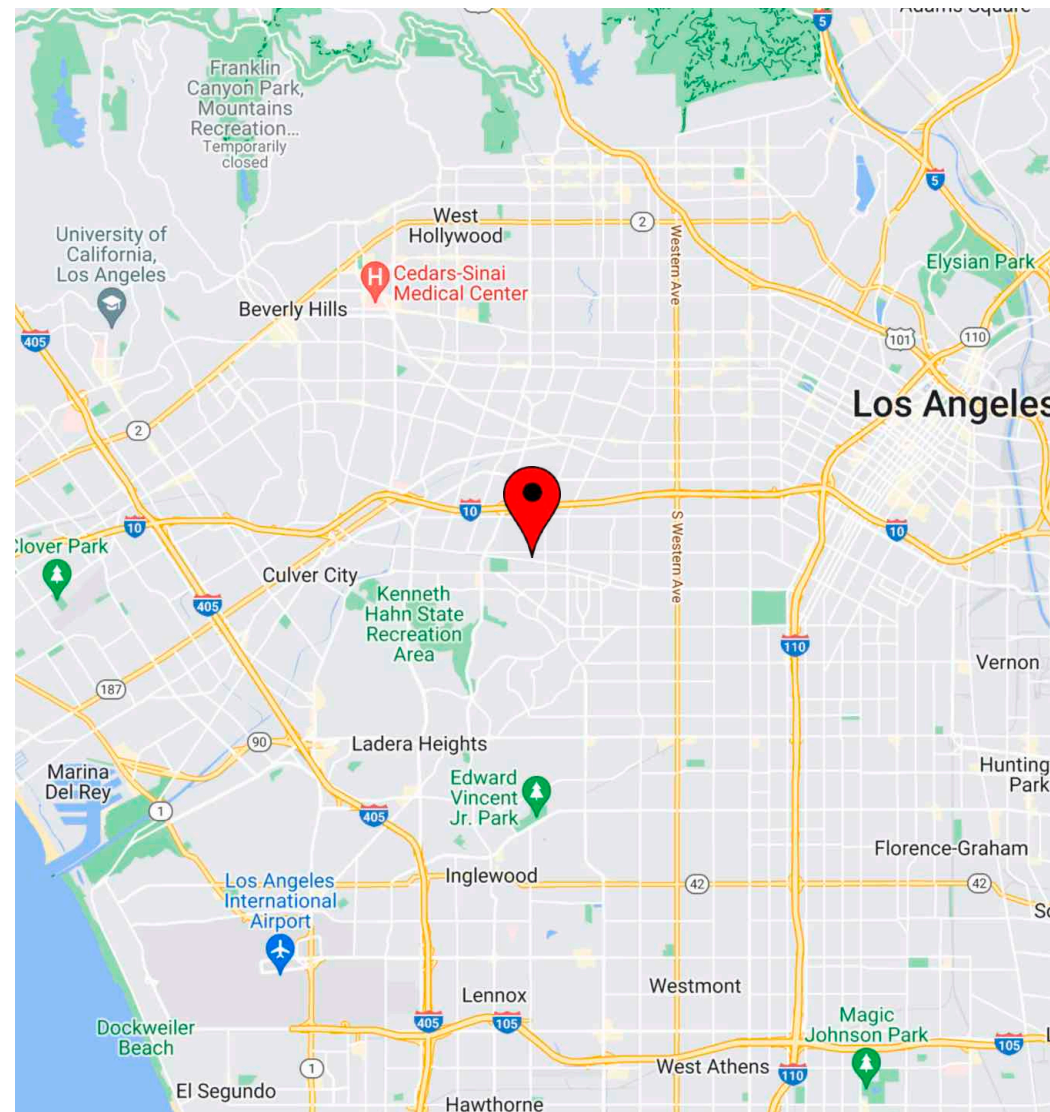 Adams Square
5
Franklin
Canyon Park,
Mountains
Recreation...
Temporarily
closed
5
West
Hollywood
2
Western Ave
University of
California,
Los Angeles
Elysian Park
H
Cedars-Sinai
Medical Center
Beverly Hills
405
101
110
Los Angeles
2
10
10
10
S Western Ave
Clover Park
Culver City
405
Kenneth
Hahn State
Recreation
Area
110
Vernon
187
90
Ladera Heights
Marina
Del Rey
Hunting
Park
Edward
Vincent
Jr. Park
1
405
Florence-Graham
Los Angeles
International
Airport
Inglewood
42
42
So
Westmont
Lennox
405
105
Magic
Johnson Park
Dockweiler
Beach
105
L
1
West Athens
110
El Segundo
Hawthorne